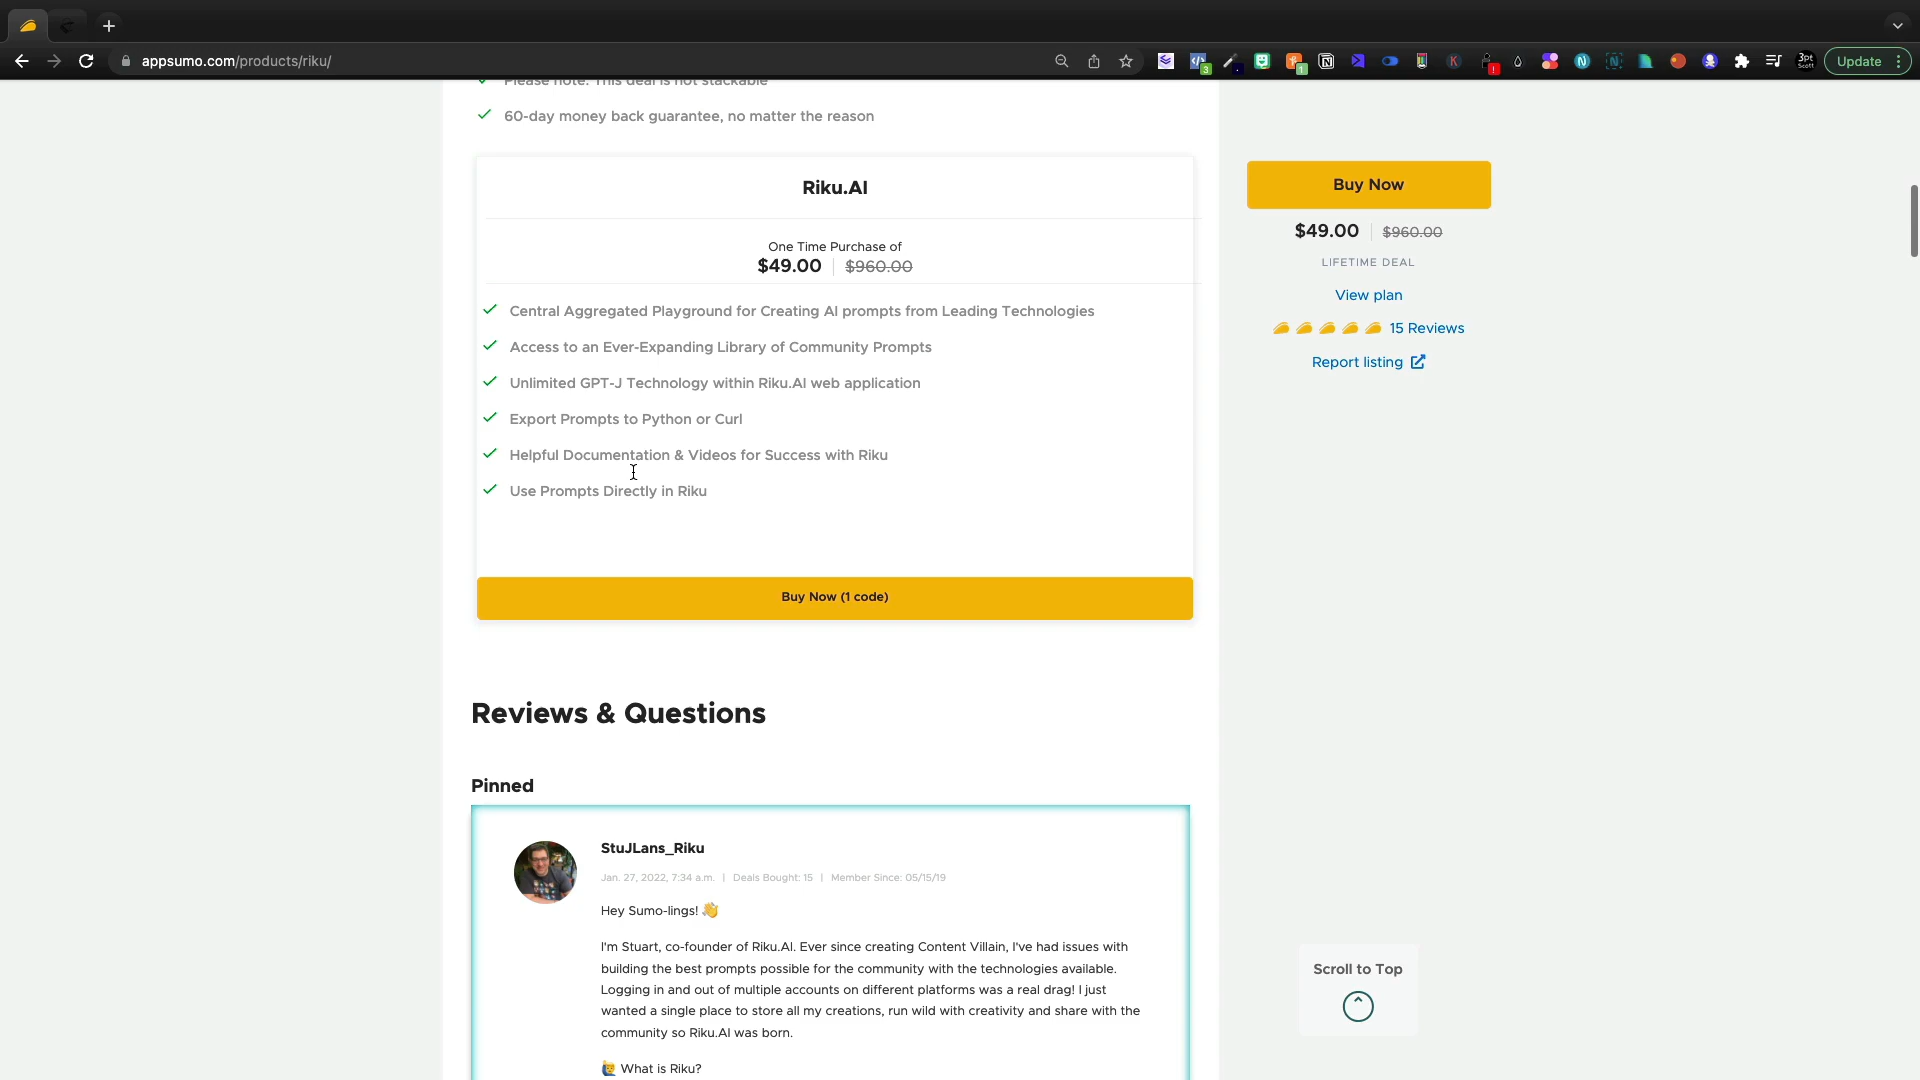 appsumo.com/products/riku/
3
1
K
!
3pt
Scott
Update
Please note: This deal is not stackable
60-day money back guarantee, no matter the reason
Riku.AI
One Time Purchase of
$49.00 $960.00
Central Aggregated Playground for Creating AI prompts from Leading Technologies
Access to an Ever-Expanding Library of Community Prompts
Unlimited GPT-J Technology within Riku.AI web application
Export Prompts to Python or Curl
Helpful Documentation & Videos for Success with Riku
Use Prompts Directly in Riku
Buy Now (1 code)
Buy Now
$49.00 $960.00
LIFETIME DEAL
View plan
15 Reviews
Report listing
Reviews & Questions
Pinned
StuJLans_Riku
Jan. 27, 2022, 7:34 a.m. | Deals Bought: 15 | Member Since: 05/15/19
Hey Sumo-lings! 👋
I'm Stuart, co-founder of Riku.AI. Ever since creating Content Villain, I've had issues with
building the best prompts possible for the community with the technologies available.
Logging in and out of multiple accounts on different platforms was a real drag! I just
wanted a single place to store all my creations, run wild with creativity and share with the
community so Riku.AI was born.
🙋 What is Riku?
Scroll to Top